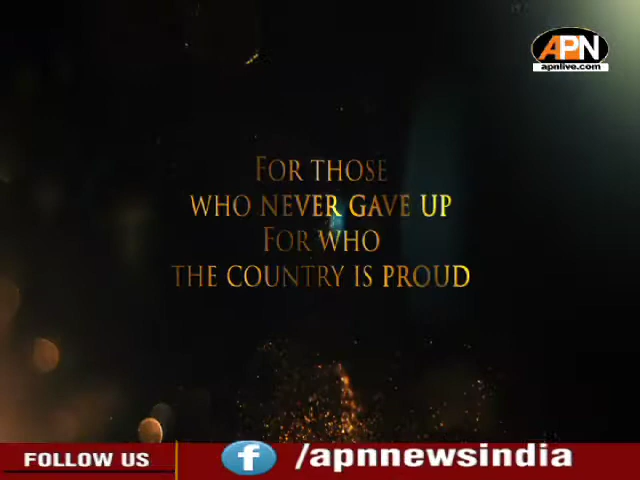 APN
apnlive.com
FOR THOSE
WHO NEVER GAVE UP
FOR WHO
THE COUNTRY IS PROUD
FOLLOW US
f /apnnewsindia